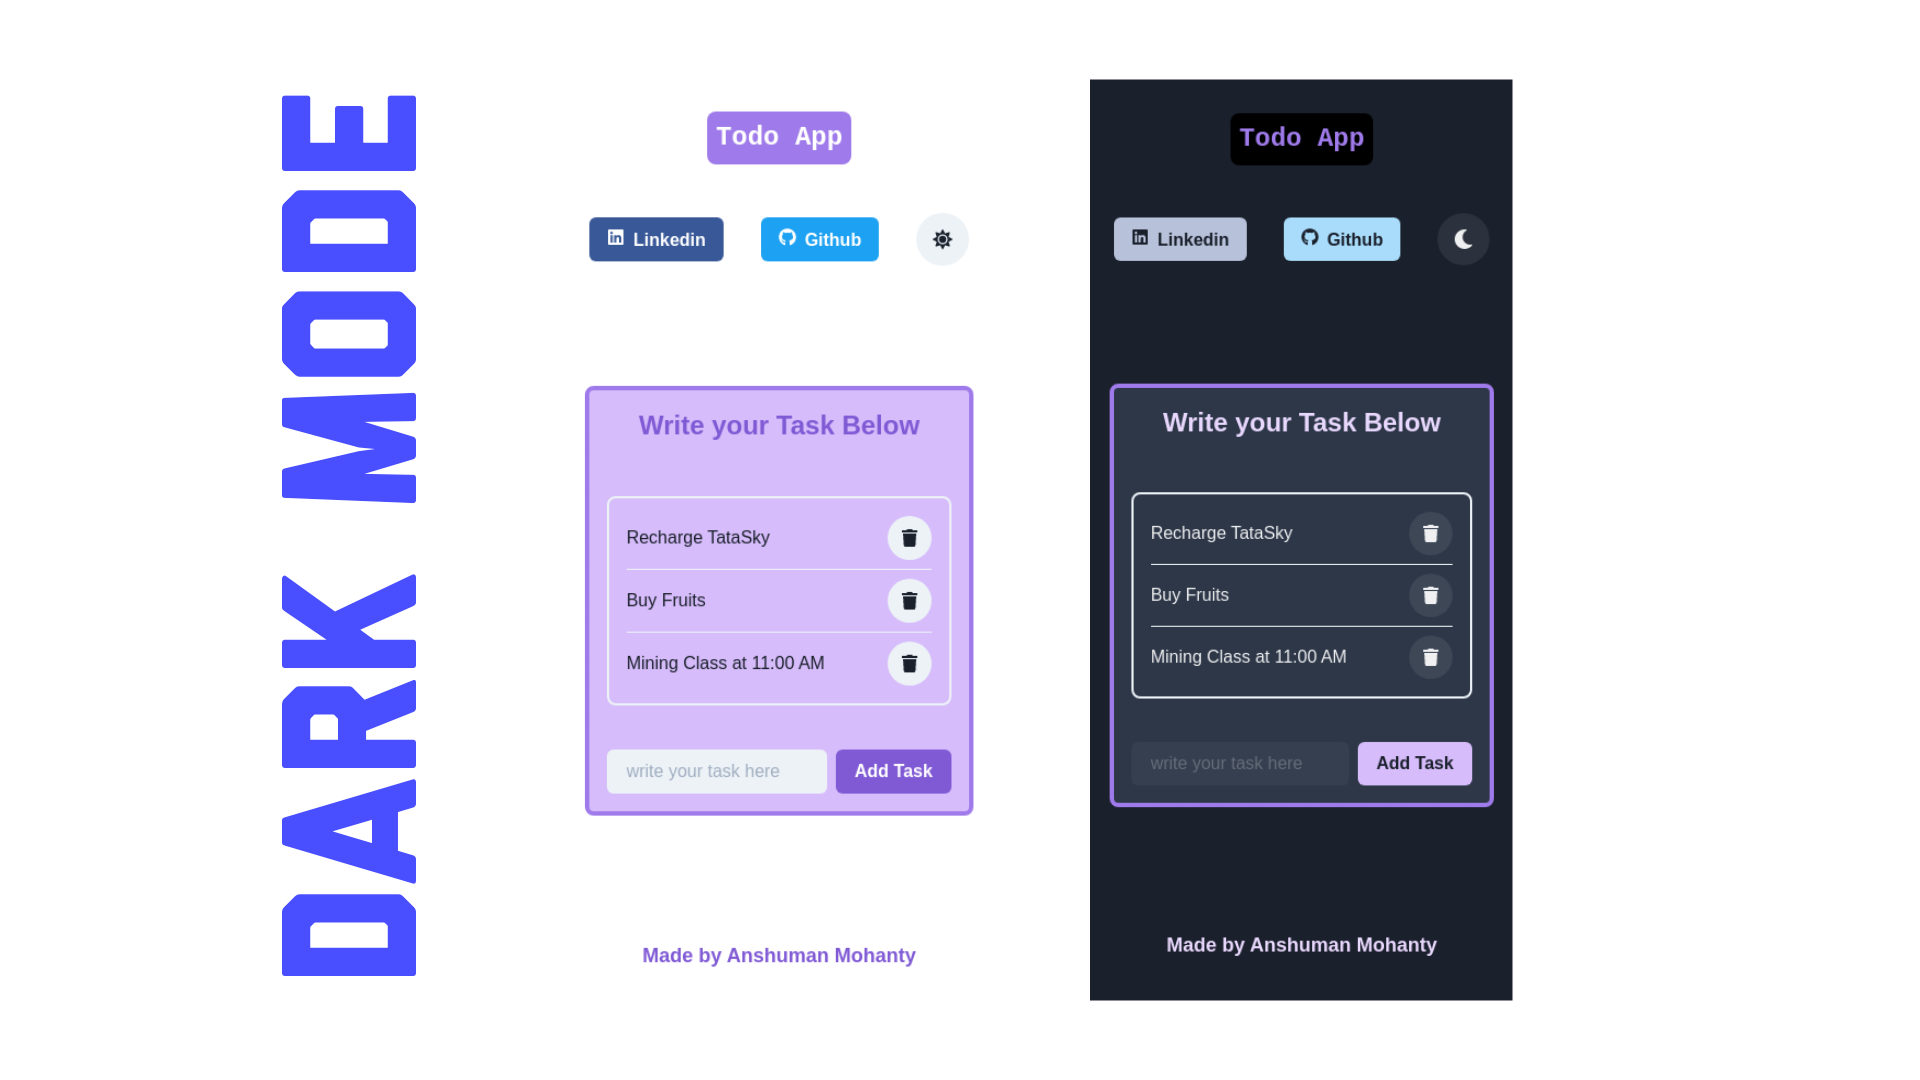 DARK MODE
Todo App
Linkedin
Github
Write your Task Below
Recharge TataSky
Buy Fruits
Mining Class at 11:00 AM
write your task here
Add Task
Made by Anshuman Mohanty
Todo App
Linkedin
Github
Write your Task Below
Recharge TataSky
Buy Fruits
Mining Class at 11:00 AM
write your task here
Add Task
Made by Anshuman Mohanty